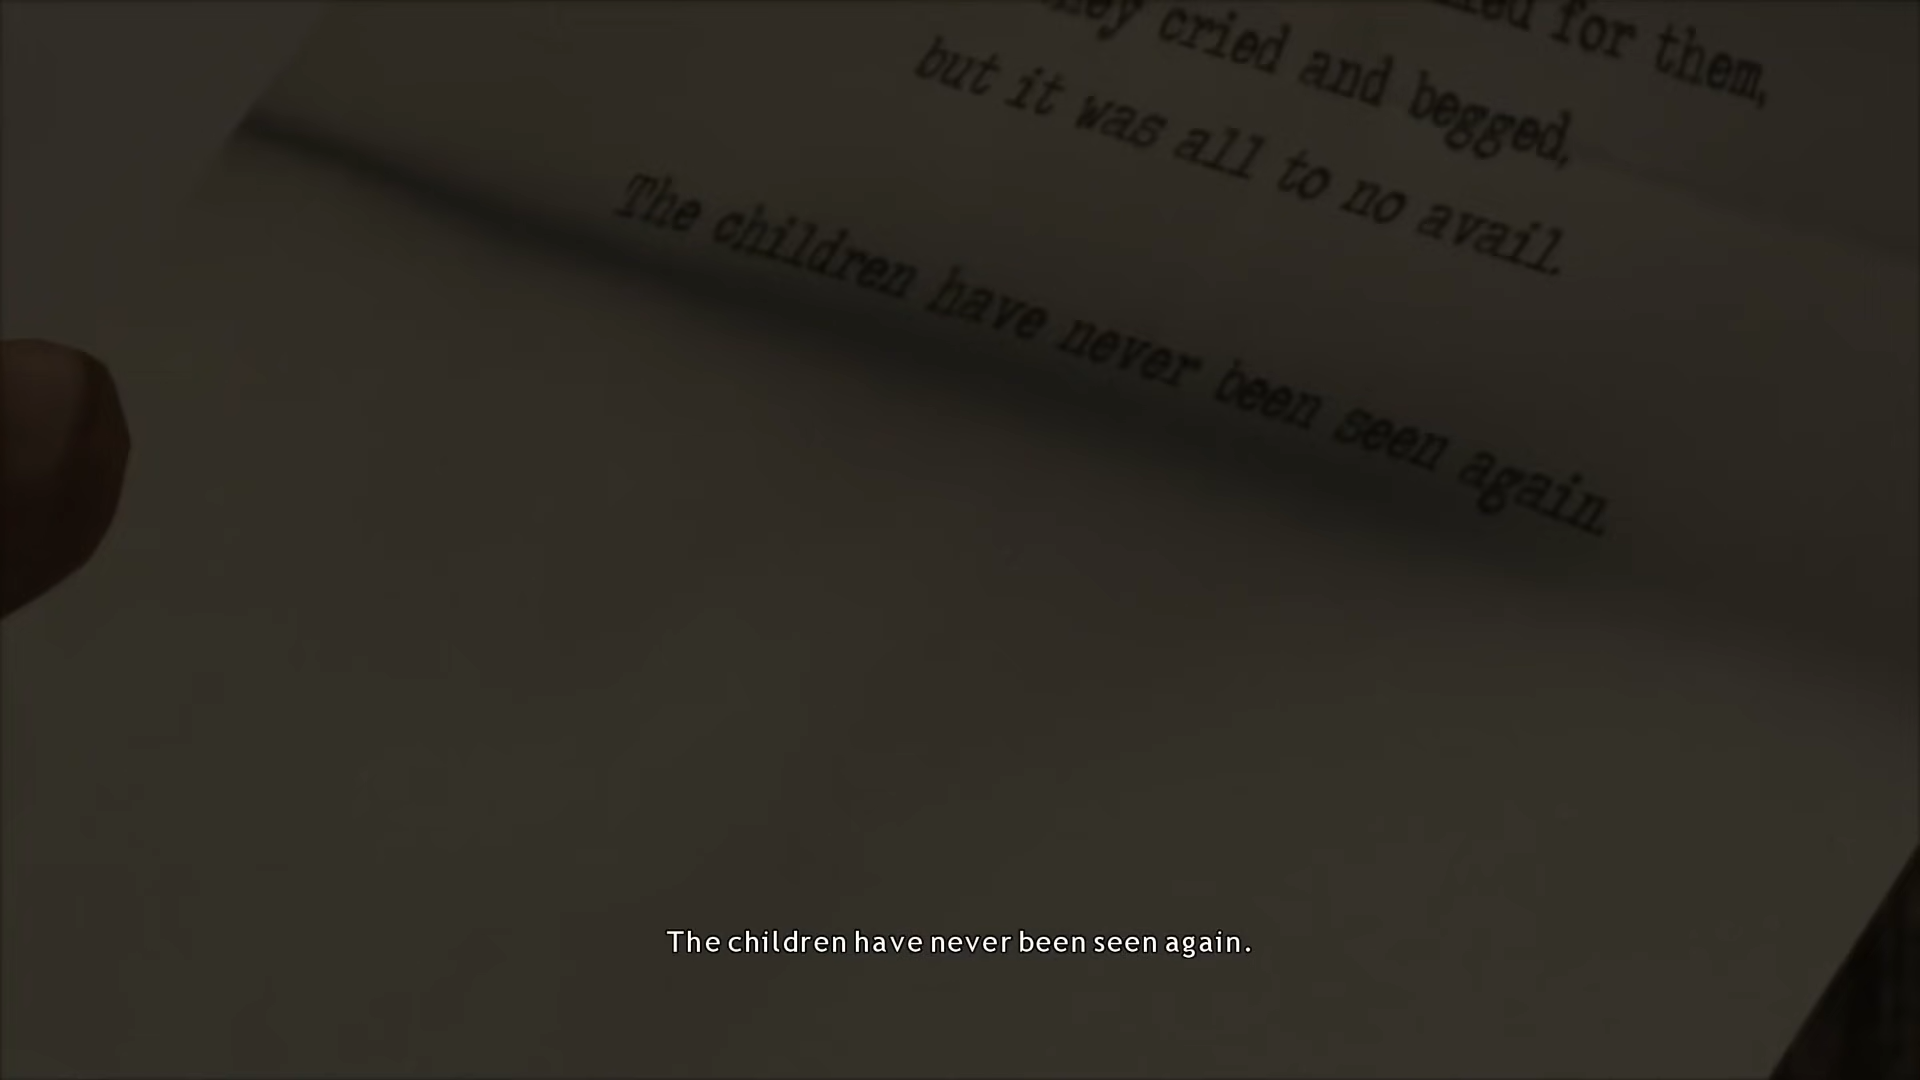 for them,
cried and begged,
but it was all to no avail.
The children have never been seen again.
The children have never been seen again.